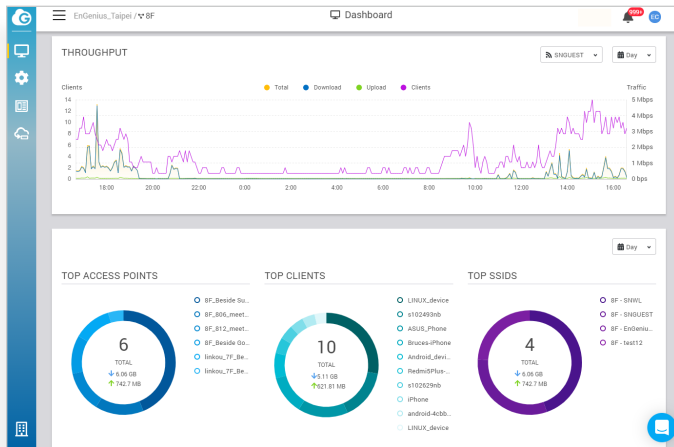 EnGenius_Taipei / 8F
Dashboard
999+
EC
THROUGHPUT
SNGUEST
Day
Clients
Total
Download
Upload
Clients
Traffic
14
12
10
8
6
4
2
0
5 Mbps
4 Mbps
3 Mbps
2 Mbps
1 Mbps
0 bps
18:00 20:00 22:00 0:00 2:00 4:00 6:00 8:00 10:00 12:00 14:00 16:00
Day
TOP ACCESS POINTS
6
TOTAL
6.06 GB
742.7 MB
8F_Beside Su...
8F_806_meet...
8F_812_meet...
8F_Beside Go...
linkou_7F_Be...
linkou_7F_Be...
TOP CLIENTS
10
TOTAL
5.11 GB
621.81 MB
LINUX_device
s102493nb
ASUS_Phone
Bruces-iPhone
Android_devi...
Redmi5Plus-...
s102629nb
iPhone
android-4cbb...
LINUX_device
TOP SSIDS
4
TOTAL
6.06 GB
742.7 MB
8F - SNWL
8F - SNGUEST
8F - EnGeniu...
8F - test12